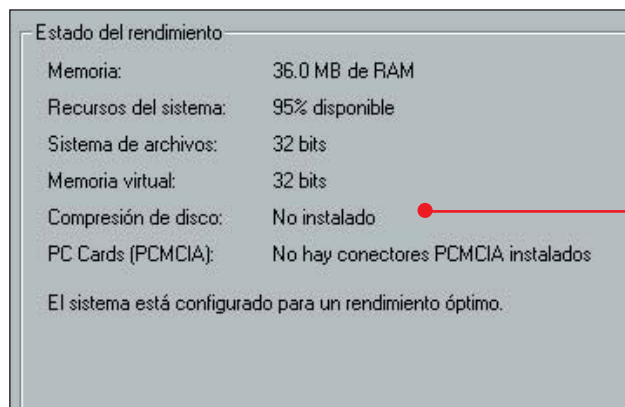 Estado del rendimiento
Memoria: 36.0 MB de RAM
Recursos del sistema: 95% disponible
Sistema de archivos: 32 bits
Memoria virtual: 32 bits
Compresión de disco: No instalado
PC Cards (PCMCIA): No hay conectores PCMCIA instalados
El sistema está configurado para un rendimiento óptimo.